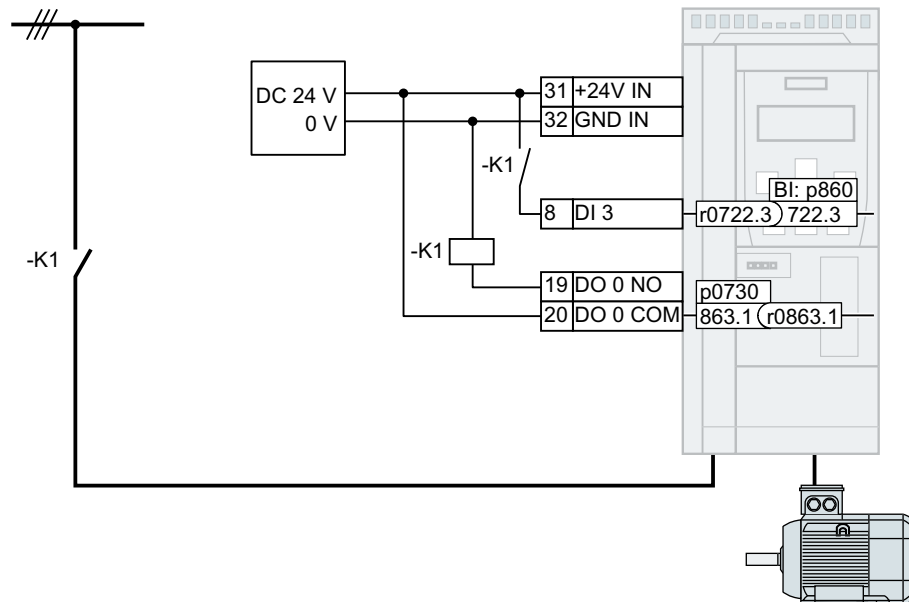 DC 24 V
0 V
31 +24V IN
32 GND IN
-K1
8 DI 3
BI: p860
r0722.3 722.3
-K1
-K1
19 DO 0 NO
20 DO 0 COM
p0730
863.1 r0863.1